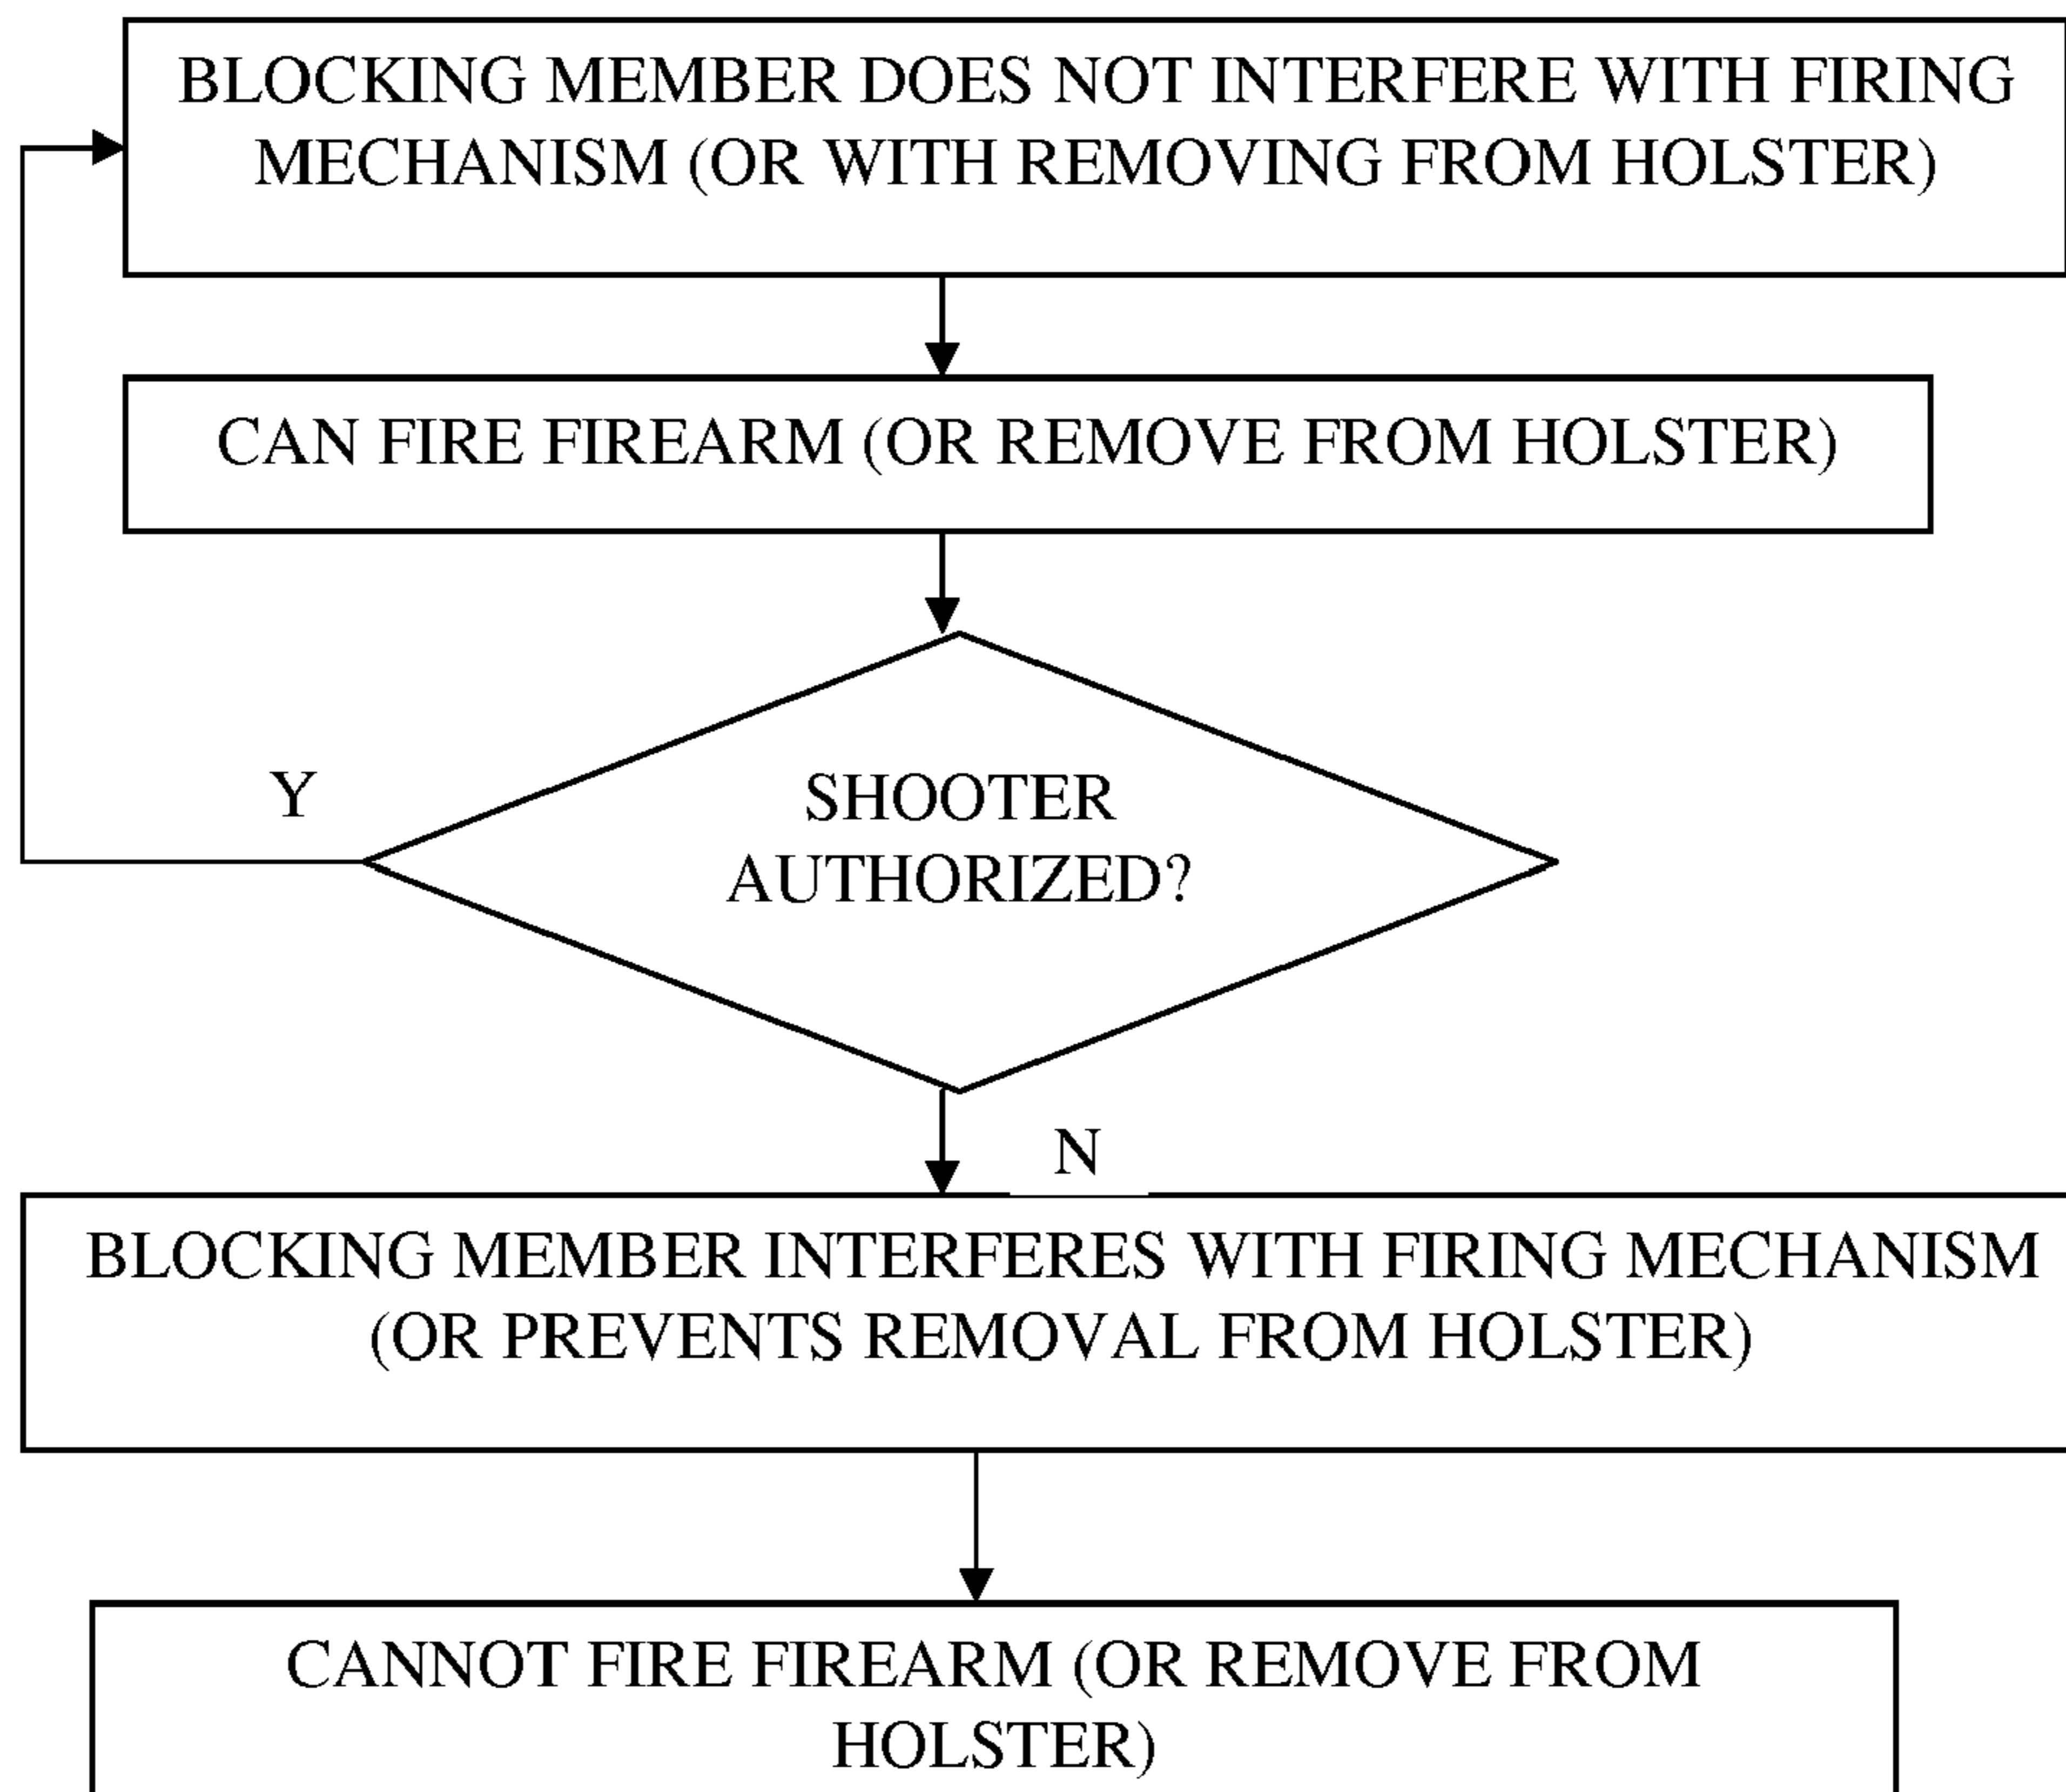 BLOCKING MEMBER DOES NOT INTERFERE WITH FIRING
MECHANISM (OR WITH REMOVING FROM HOLSTER)
CAN FIRE FIREARM (OR REMOVE FROM HOLSTER)
Y
SHOOTER
AUTHORIZED?
N
BLOCKING MEMBER INTERFERES WITH FIRING MECHANISM
(OR PREVENTS REMOVAL FROM HOLSTER)
CANNOT FIRE FIREARM (OR REMOVE FROM
HOLSTER)